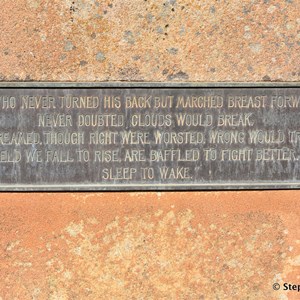 HO NEVER TURNED HIS BACK BUT MARCHED BREAST FORW
NEVER DOUBTED CLOUDS WOULD BREAK,
REAMED, THOUGH RIGHT WERE WORSTED, WRONG WOULD T
ELD WE FALL TO RISE, ARE BAFFLED TO FIGHT BETTER,
SLEEP TO WAKE."
© Step